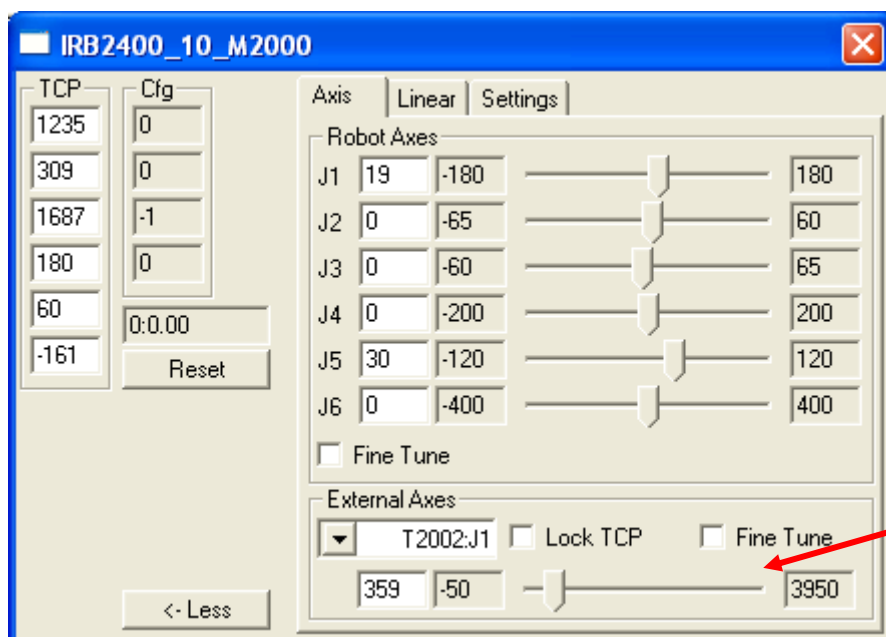 IRB2400_10_M2000
TCP Cfg
1235 0
309 0
1687 -1
180 0
60 0:0.00
-161 Reset
Axis Linear Settings
Robot Axes
J1 19 -180 180
J2 0 -65 60
J3 0 -60 65
J4 0 -200 200
J5 30 -120 120
J6 0 -400 400
Fine Tune
External Axes
T2002:J1 Lock TCP Fine Tune
359 -50 3950
<- Less